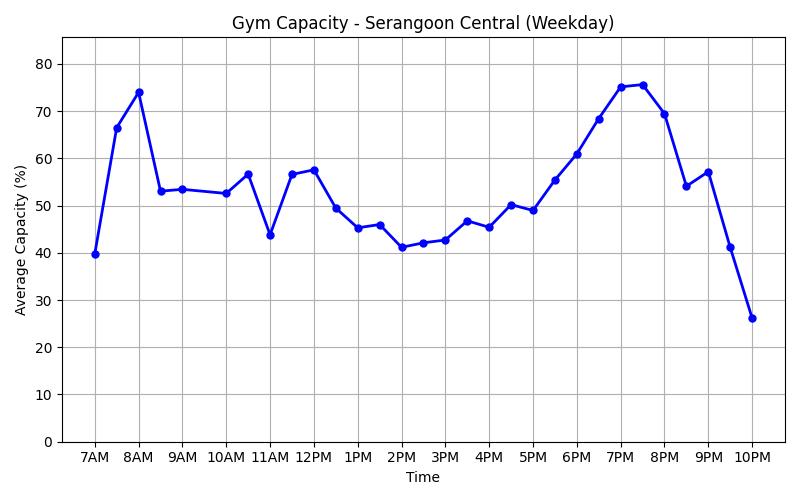 Gym Capacity - Serangoon Central (Weekday)
Average Capacity (%)
80
70
60
50
40
30
20
10
0
7AM 8AM 9AM 10AM 11AM 12PM 1PM 2PM 3PM 4PM 5PM 6PM 7PM 8PM 9PM 10PM
Time